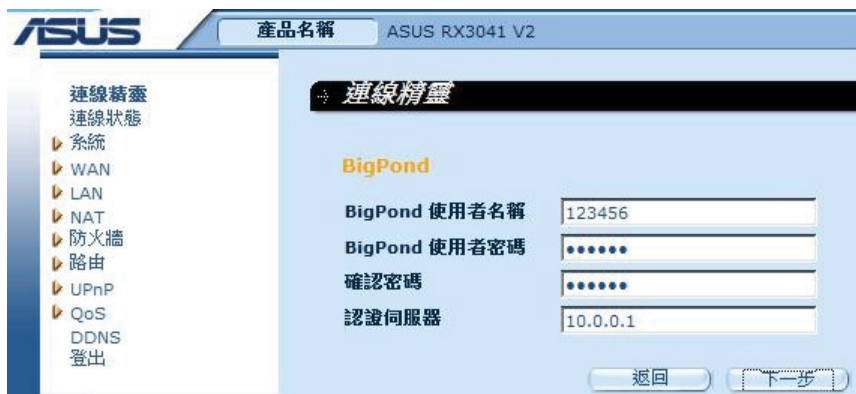 ASUS
產品名稱 ASUS RX3041 V2
連線精靈
連線狀態
系統
WAN
LAN
NAT
防火牆
路由
UPnP
QoS
DDNS
登出
連線精靈
BigPond
BigPond 使用者名稱 123456
BigPond 使用者密碼 ••••••
確認密碼 ••••••
認證伺服器 10.0.0.1
返回 下一步